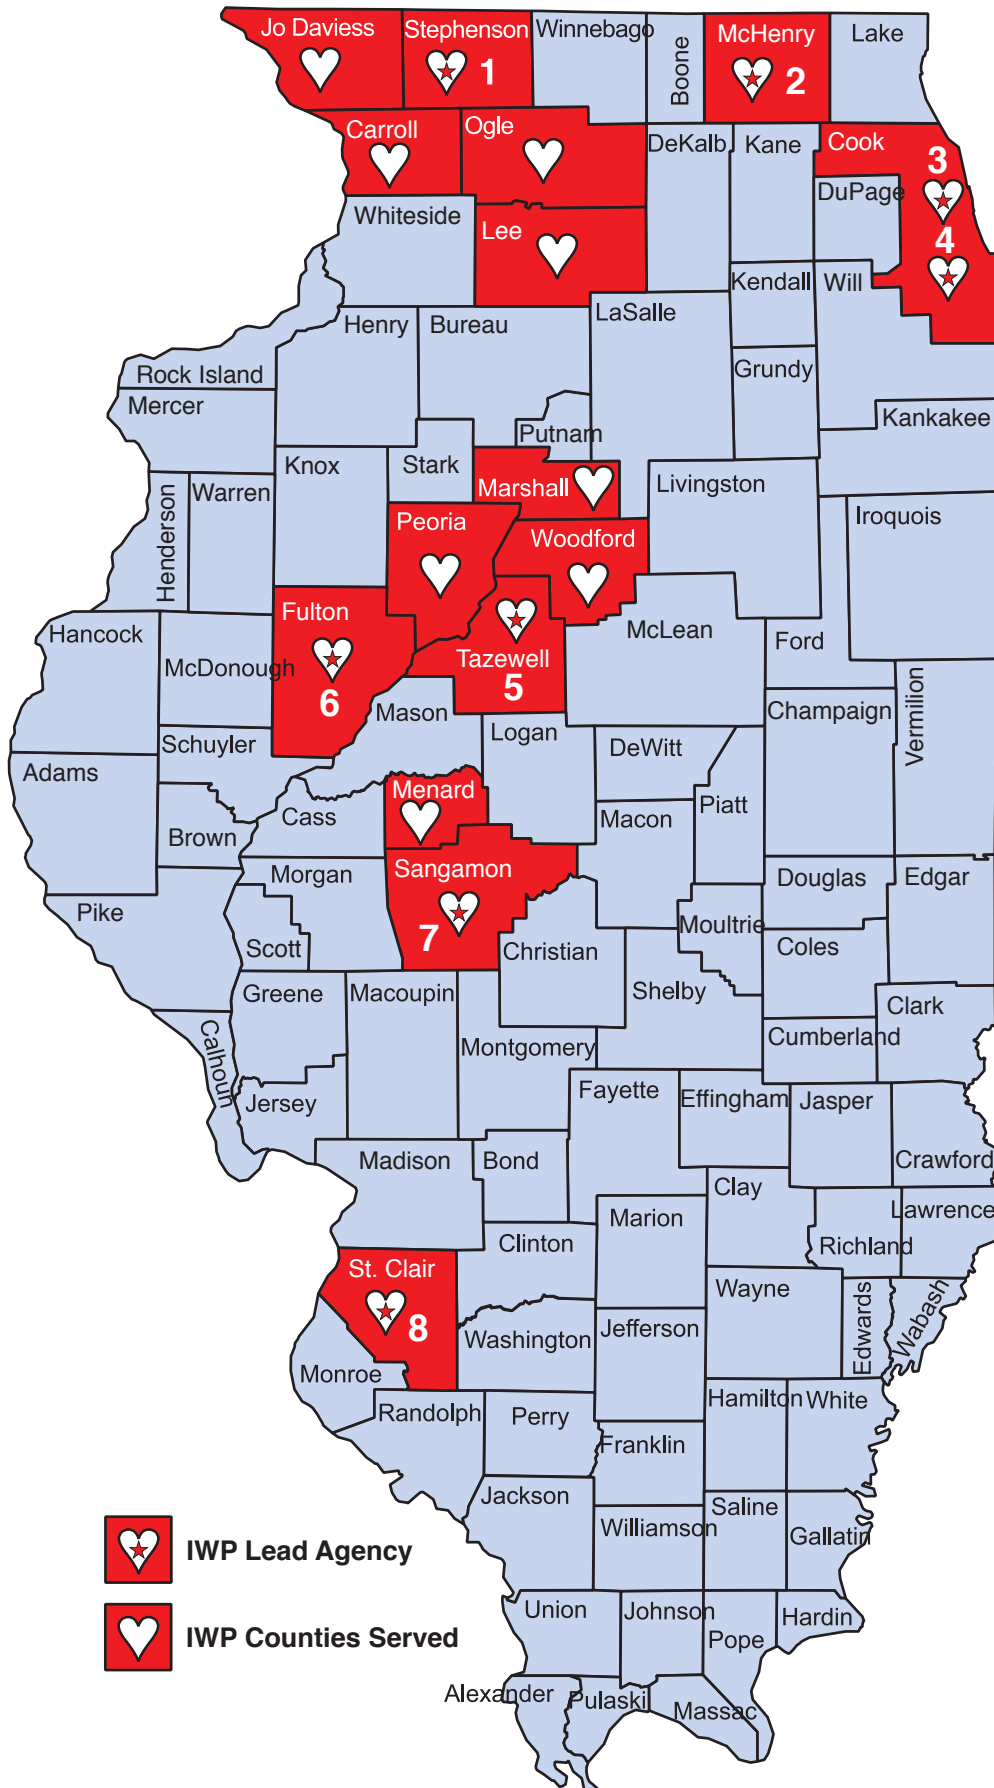 Jo Daviess
Stephenson
1
Winnebago
Boone
McHenry
2
Lake
Carroll
Ogle
DeKalb
Kane
Cook
3
DuPage
4
Whiteside
Lee
Kendall
Will
Henry
Bureau
LaSalle
Grundy
Rock Island
Mercer
Putnam
Kankakee
Knox
Stark
Marshall
Livingston
Henderson
Warren
Peoria
Woodford
Iroquois
Hancock
McDonough
Fulton
6
Tazewell
5
McLean
Ford
Vermilion
Mason
Logan
Champaign
Schuyler
DeWitt
Adams
Brown
Cass
Menard
Macon
Piatt
Morgan
Sangamon
7
Douglas
Edgar
Pike
Scott
Christian
Moultrie
Coles
Greene
Macoupin
Shelby
Clark
Calhoun
Jersey
Montgomery
Cumberland
Fayette
Effingham
Jasper
Crawford
Madison
Bond
Clay
Lawrence
Marion
Richland
Clinton
St. Clair
8
Wayne
Edwards
Wabash
Washington
Jefferson
Monroe
Randolph
Perry
Hamilton
White
Franklin
Jackson
Saline
Williamson
Gallatin
IWP Lead Agency
Union
Johnson
Pope
Hardin
IWP Counties Served
Alexander
Pulaski
Massac